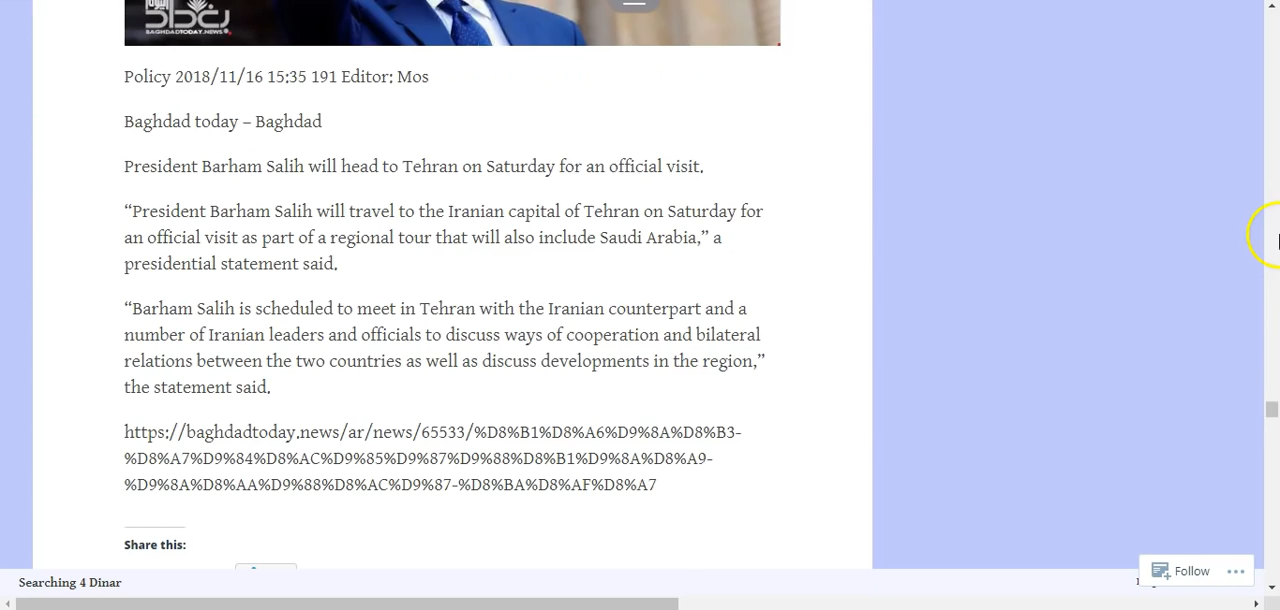 بغداد اليوم
BAGHDADTODAY.NEWS
Policy 2018/11/16 15:35 191 Editor: Mos
Baghdad today – Baghdad
President Barham Salih will head to Tehran on Saturday for an official visit.
“President Barham Salih will travel to the Iranian capital of Tehran on Saturday for
an official visit as part of a regional tour that will also include Saudi Arabia,” a
presidential statement said.
“Barham Salih is scheduled to meet in Tehran with the Iranian counterpart and a
number of Iranian leaders and officials to discuss ways of cooperation and bilateral
relations between the two countries as well as discuss developments in the region,”
the statement said.
https://baghdadtoday.news/ar/news/65533/%D8%B1%D8%A6%D9%8A%D8%B3-
%D8%A7%D9%84%D8%AC%D9%85%D9%87%D9%88%D8%B1%D9%8A%D8%A9-
%D9%8A%D8%AA%D9%88%D8%AC%D9%87-%D8%BA%D8%AF%D8%A7
Share this:
Searching 4 Dinar
Follow